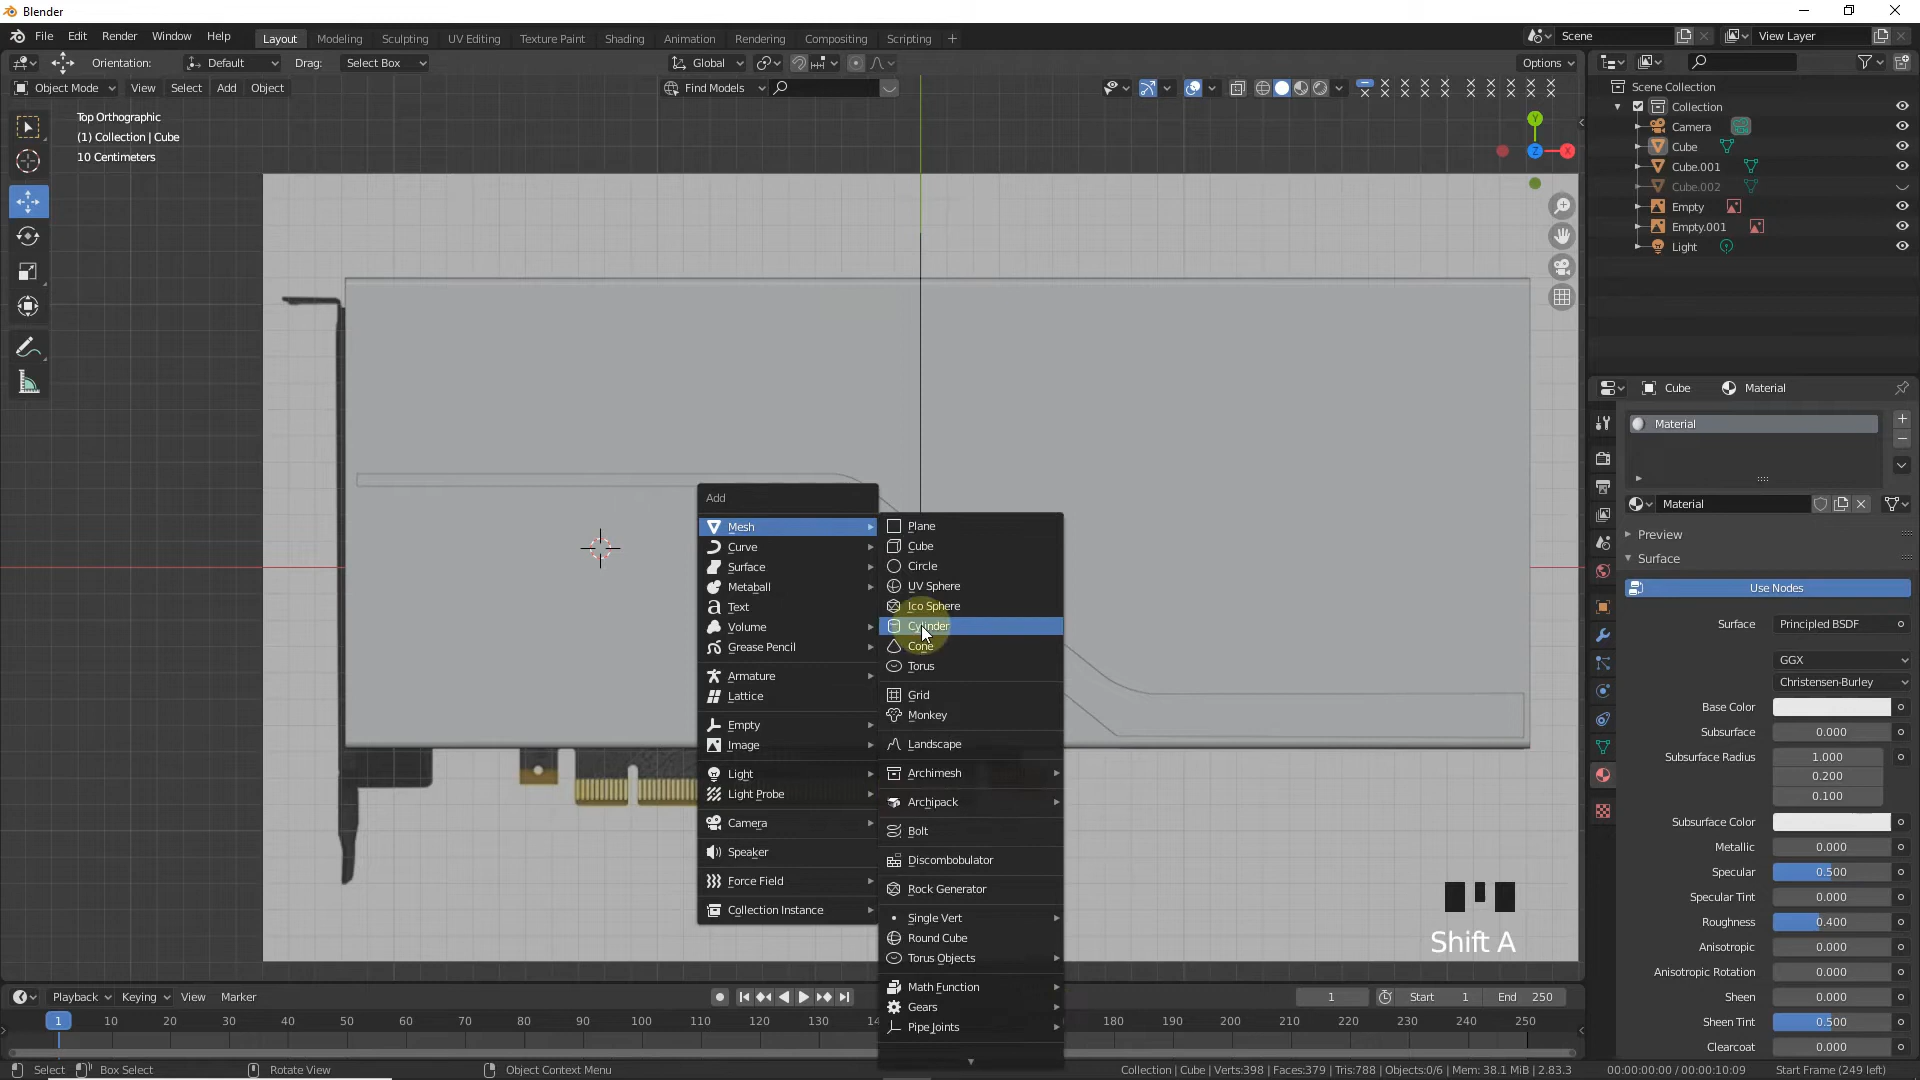 Blender
File Edit Render Window Help
Layout Modeling Sculpting UV Editing Texture Paint Shading Animation Rendering Compositing Scripting +
Scene View Layer
Orientation: Default Drag: Select Box Global Options
Object Mode View Select Add Object Find Models
Top Orthographic
(1) Collection | Cube
10 Centimeters
Y
Z
X
Scene Collection
Collection
Camera
Cube
Cube.001
Cube.002
Empty
Empty.001
Light
Add
Mesh
Curve
Surface
Metaball
Text
Volume
Grease Pencil
Armature
Lattice
Empty
Image
Light
Light Probe
Camera
Speaker
Force Field
Collection Instance
Plane
Cube
Circle
UV Sphere
Ico Sphere
Cylinder
Cone
Torus
Grid
Monkey
Landscape
Archimesh
Archipack
Bolt
Discombobulator
Rock Generator
Single Vert
Round Cube
Torus Objects
Math Function
Gears
Pipe Joints
Shift A
Cube Material
Material
Material
Preview
Surface
Use Nodes
Surface Principled BSDF
GGX
Christensen-Burley
Base Color
Subsurface 0.000
Subsurface Radius 1.000
0.200
0.100
Subsurface Color
Metallic 0.000
Specular 0.500
Specular Tint 0.000
Roughness 0.400
Anisotropic 0.000
Anisotropic Rotation 0.000
Sheen 0.000
Sheen Tint 0.500
Clearcoat 0.000
Playback Keying View Marker 1 Start 1 End 250
1 10 20 30 40 50 60 70 80 90 100 110 120 130 180 190 200 210 220 230 240 250
Select Box Select Rotate View Object Context Menu Collection | Cube | Verts:398 | Faces:379 | Tris:788 | Objects:0/6 | Mem: 38.1 MiB | 2.83.3 00:00:00:00 / 00:00:10:09 Start Frame (249 left)